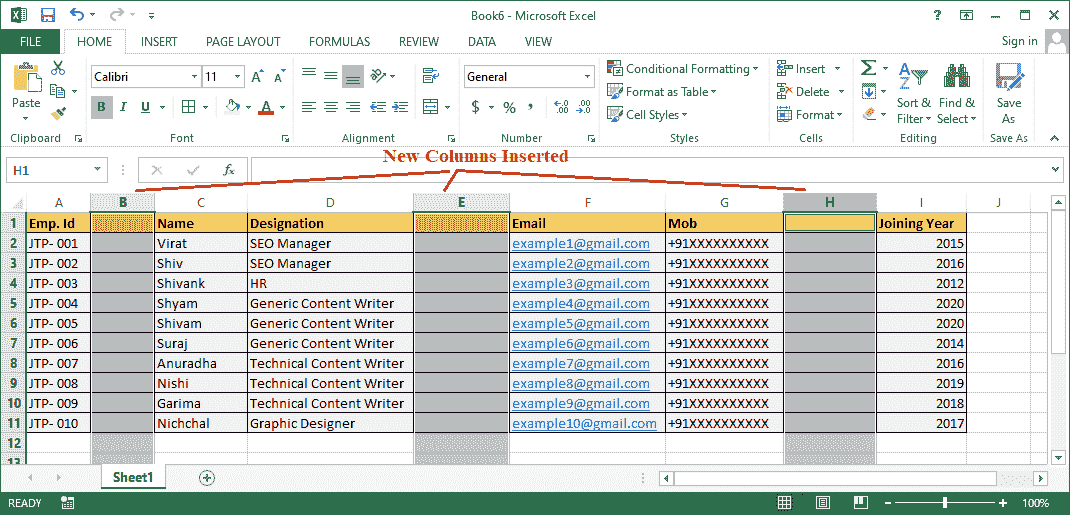 Book6 - Microsoft Excel
?
FILE HOME INSERT PAGE LAYOUT FORMULAS REVIEW DATA VIEW Sign in
Calibri 11 A A General Conditional Formatting Insert Σ A Z
Paste B I U A $ % , .0 .00 Format as Table Delete Sort & Find & Save
Cell Styles Format Filter Select As
Clipboard Font Alignment Number Styles Cells Editing Save As
New Columns Inserted
H1 fx
A B C D E F G H I J
1 Emp. Id Name Designation Email Mob Joining Year
2 JTP- 001 Virat SEO Manager example1@gmail.com +91XXXXXXXXXX 2015
3 JTP- 002 Shiv SEO Manager example2@gmail.com +91XXXXXXXXXX 2016
4 JTP- 003 Shivank HR example3@gmail.com +91XXXXXXXXXX 2012
5 JTP- 004 Shyam Generic Content Writer example4@gmail.com +91XXXXXXXXXX 2020
6 JTP- 005 Shivam Generic Content Writer example5@gmail.com +91XXXXXXXXXX 2020
7 JTP- 006 Suraj Generic Content Writer example6@gmail.com +91XXXXXXXXXX 2014
8 JTP- 007 Anuradha Technical Content Writer example7@gmail.com +91XXXXXXXXXX 2016
9 JTP- 008 Nishi Technical Content Writer example8@gmail.com +91XXXXXXXXXX 2019
10 JTP- 009 Garima Technical Content Writer example9@gmail.com +91XXXXXXXXXX 2018
11 JTP- 010 Nichchal Graphic Designer example10@gmail.com +91XXXXXXXXXX 2017
12
13
Sheet1
READY 100%